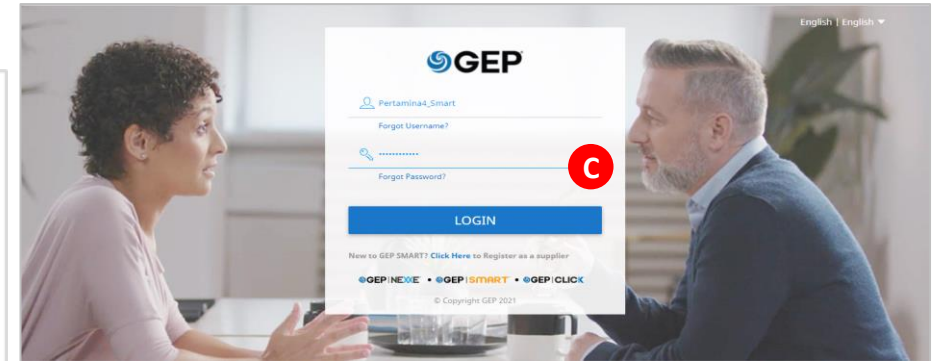 English | English
GEP
Pertamina4_Smart
Forgot Username?
············
Forgot Password?
C
LOGIN
New to GEP SMART? Click Here to Register as a supplier
GEP|NEXXE • GEP|SMART • GEP|CLICK
© Copyright GEP 2021